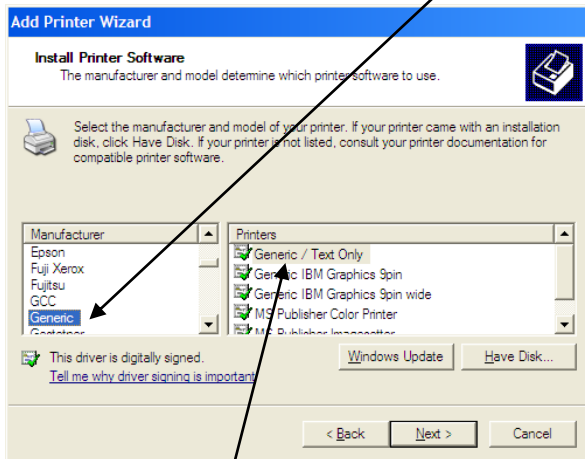 Add Printer Wizard
Install Printer Software
The manufacturer and model determine which printer software to use.
Select the manufacturer and model of your printer. If your printer came with an installation
disk, click Have Disk. If your printer is not listed, consult your printer documentation for
compatible printer software.
Manufacturer
Epson
Fuji Xerox
Fujitsu
GCC
Generic
Gestetner
Printers
Generic / Text Only
Generic IBM Graphics 9pin
Generic IBM Graphics 9pin wide
MS Publisher Color Printer
MS Publisher Imagesetter
This driver is digitally signed.
Tell me why driver signing is important
Windows Update
Have Disk...
< Back
Next >
Cancel